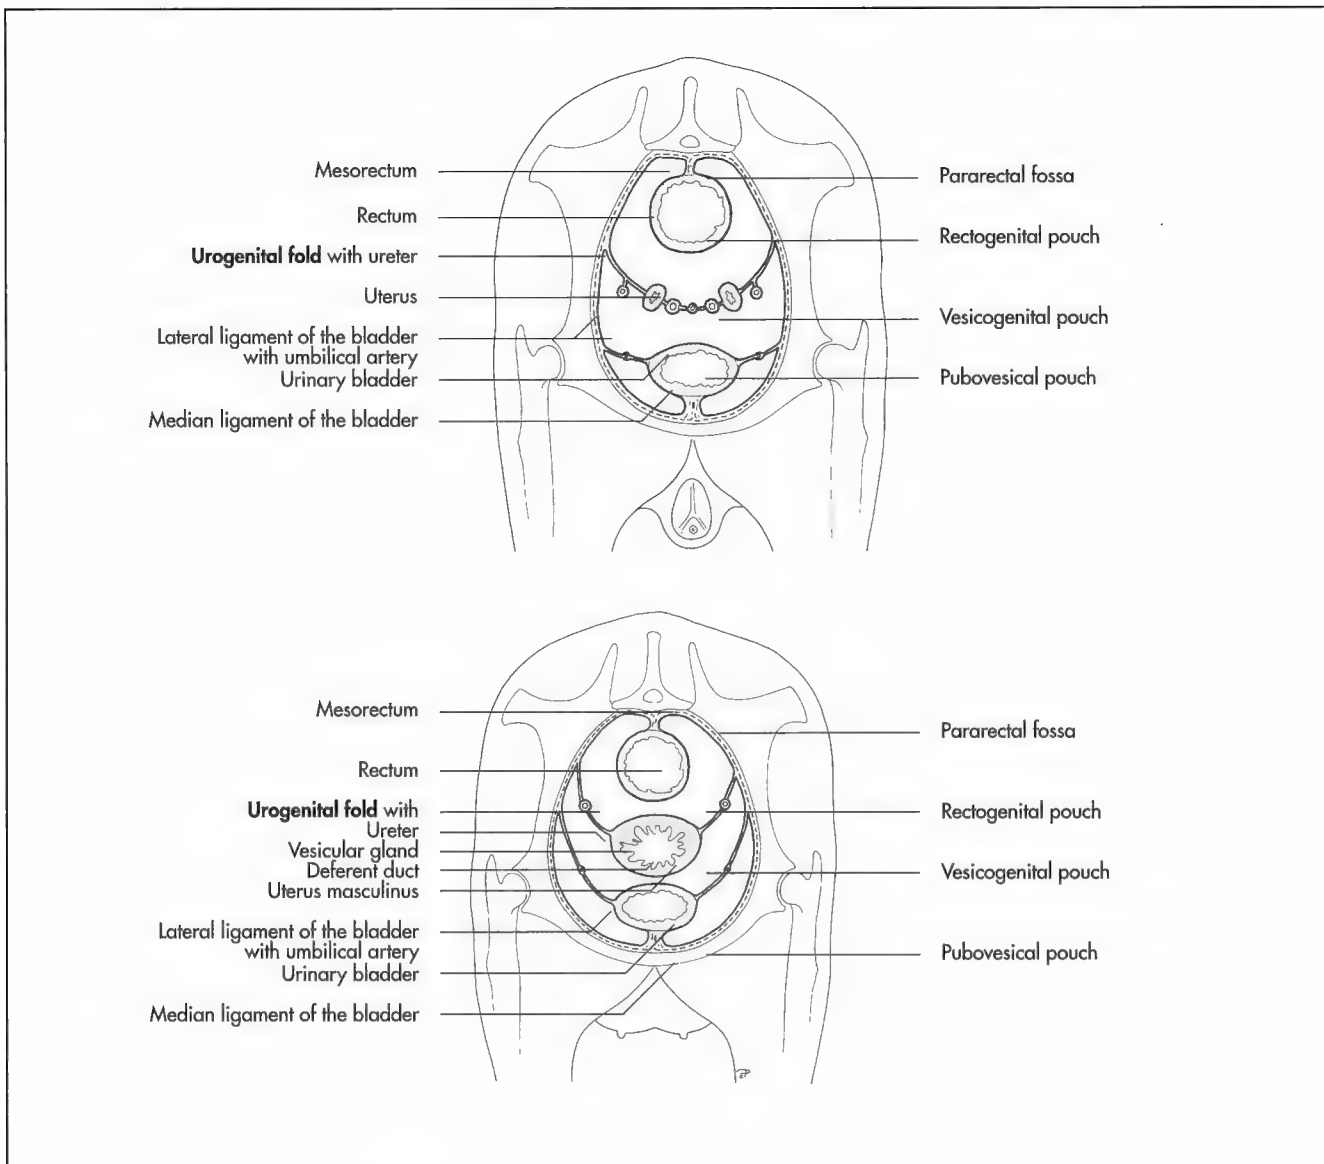 Mesorectum
Rectum
Urogenital fold with ureter
Uterus
Lateral ligament of the bladder
with umbilical artery
Urinary bladder
Median ligament of the bladder
Pararectal fossa
Rectogenital pouch
Vesicogenital pouch
Pubovesical pouch
Mesorectum
Rectum
Urogenital fold with
Ureter
Vesicular gland
Deferent duct
Uterus masculinus
Lateral ligament of the bladder
with umbilical artery
Urinary bladder
Median ligament of the bladder
Pararectal fossa
Rectogenital pouch
Vesicogenital pouch
Pubovesical pouch